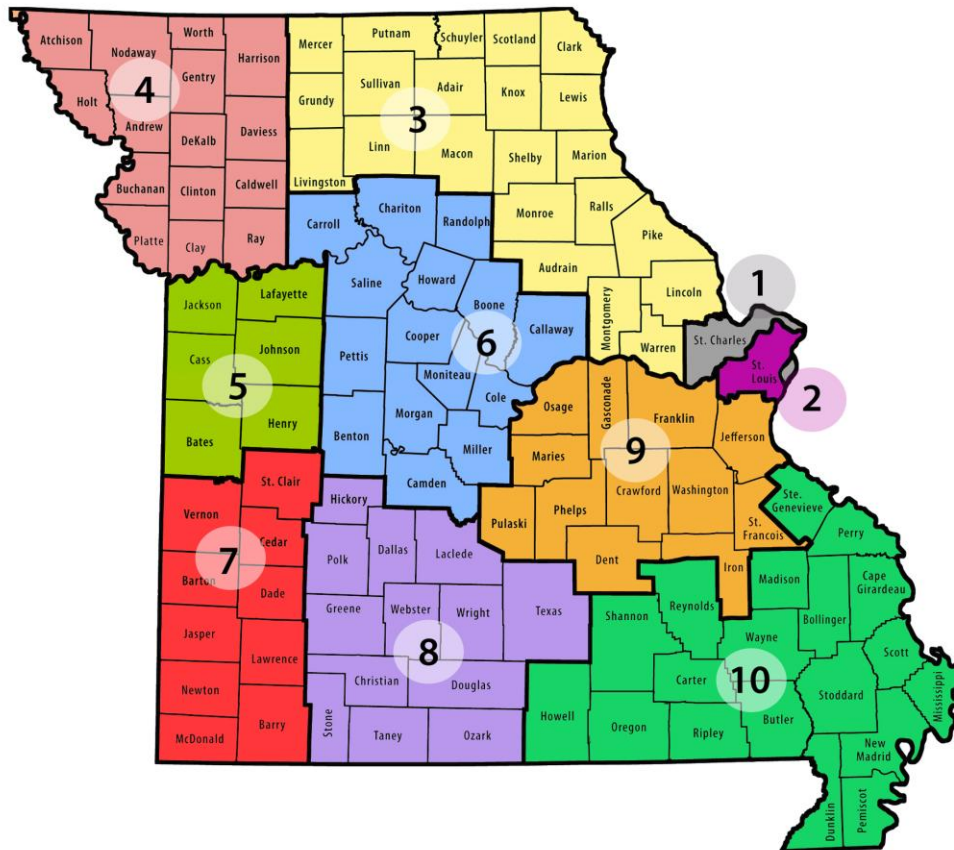 Atchison
Nodaway
Worth
Harrison
Gentry
Holt
4
Andrew
DeKalb
Daviess
Buchanan
Clinton
Caldwell
Platte
Clay
Ray
Mercer
Putnam
Schuyler
Scotland
Clark
Sullivan
Adair
Knox
Lewis
Grundy
3
Linn
Macon
Shelby
Marion
Livingston
Monroe
Ralls
Pike
Audrain
Montgomery
Lincoln
Warren
1
St. Charles
St.
Louis
2
Carroll
Chariton
Randolph
Saline
Howard
Boone
Callaway
Cooper
6
Pettis
Moniteau
Cole
Morgan
Benton
Miller
Camden
Jackson
Lafayette
Cass
Johnson
5
Henry
Bates
Osage
Gasconade
Franklin
Jefferson
9
Maries
Crawford
Washington
Pulaski
Phelps
St.
Francois
Dent
Iron
St. Clair
Vernon
Cedar
7
Barton
Dade
Jasper
Lawrence
Newton
Barry
McDonald
Hickory
Polk
Dallas
Laclede
Greene
Webster
Wright
Texas
8
Christian
Douglas
Stone
Taney
Ozark
Ste.
Genevieve
Perry
Madison
Cape
Girardeau
Bollinger
Reynolds
Shannon
Wayne
Scott
Carter
10
Stoddard
Mississippi
Howell
Oregon
Ripley
Butler
New
Madrid
Dunklin
Pemiscot